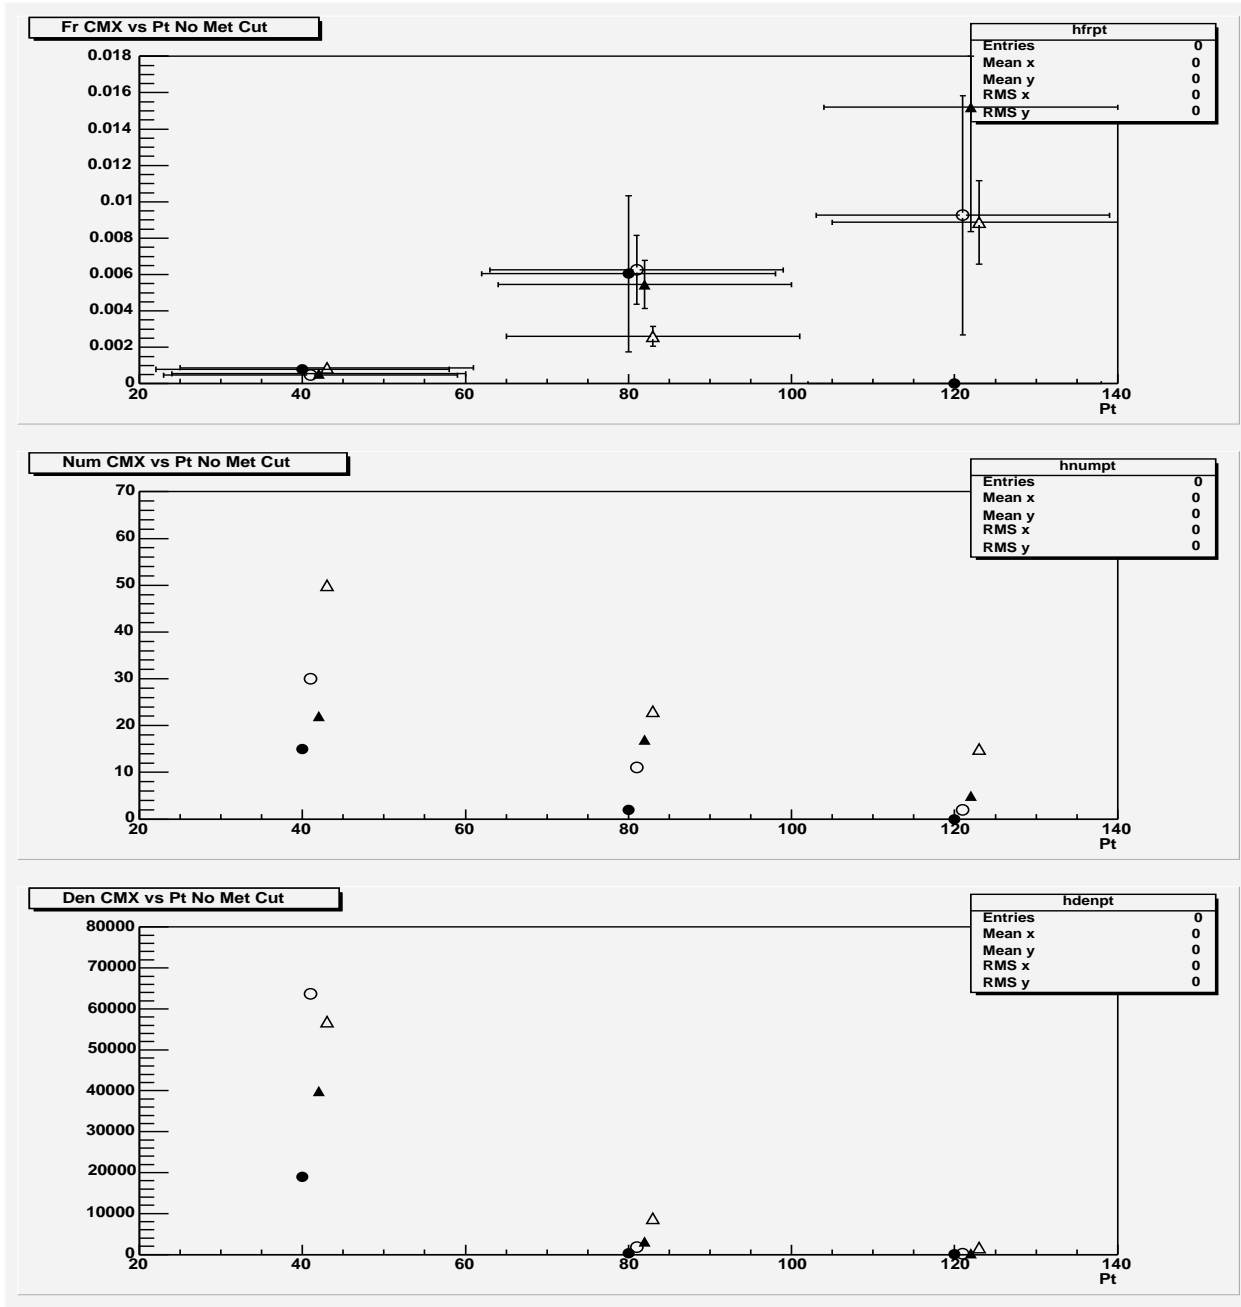 Fr CMX vs Pt No Met Cut
hfrpt
Entries 0
Mean x 0
Mean y 0
RMS x 0
RMS y 0
0.018
0.016
0.014
0.012
0.01
0.008
0.006
0.004
0.002
0
20 40 60 80 100 120 140
Pt
Num CMX vs Pt No Met Cut
hnumpt
Entries 0
Mean x 0
Mean y 0
RMS x 0
RMS y 0
70
60
50
40
30
20
10
0
20 40 60 80 100 120 140
Pt
Den CMX vs Pt No Met Cut
hdenpt
Entries 0
Mean x 0
Mean y 0
RMS x 0
RMS y 0
80000
70000
60000
50000
40000
30000
20000
10000
0
20 40 60 80 100 120 140
Pt